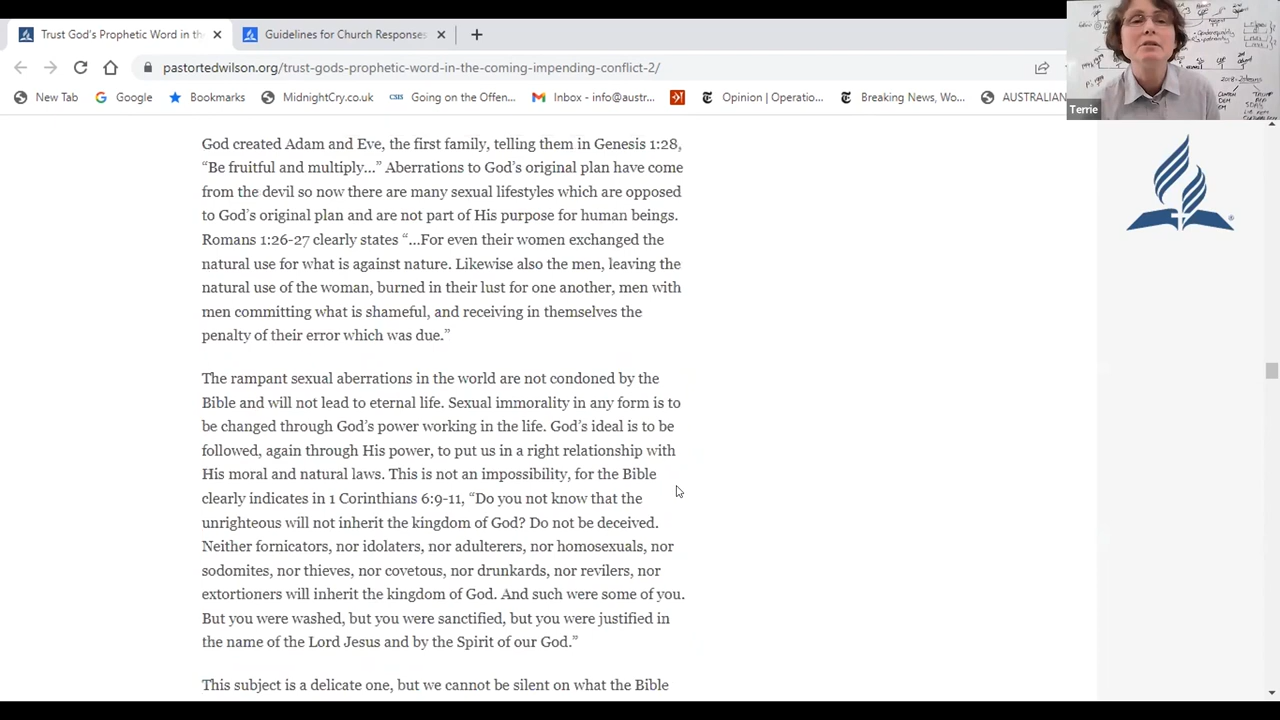 Trust God's Prophetic Word in the
Guidelines for Church Responses
pastortedwilson.org/trust-gods-prophetic-word-in-the-coming-impending-conflict-2/
New Tab
Google
Bookmarks
MidnightCry.cu.uk
CSIS
Going on the Offen...
Inbox - info@austr...
Opinion | Operatio...
Breaking News, Wo...
AUSTRALIAN
Terrie
God created Adam and Eve, the first family, telling them in Genesis 1:28,
“Be fruitful and multiply…” Aberrations to God’s original plan have come
from the devil so now there are many sexual lifestyles which are opposed
to God’s original plan and are not part of His purpose for human beings.
Romans 1:26-27 clearly states “…For even their women exchanged the
natural use for what is against nature. Likewise also the men, leaving the
natural use of the woman, burned in their lust for one another, men with
men committing what is shameful, and receiving in themselves the
penalty of their error which was due.”
The rampant sexual aberrations in the world are not condoned by the
Bible and will not lead to eternal life. Sexual immorality in any form is to
be changed through God’s power working in the life. God’s ideal is to be
followed, again through His power, to put us in a right relationship with
His moral and natural laws. This is not an impossibility, for the Bible
clearly indicates in 1 Corinthians 6:9-11, “Do you not know that the
unrighteous will not inherit the kingdom of God? Do not be deceived.
Neither fornicators, nor idolaters, nor adulterers, nor homosexuals, nor
sodomites, nor thieves, nor covetous, nor drunkards, nor revilers, nor
extortioners will inherit the kingdom of God. And such were some of you.
But you were washed, but you were sanctified, but you were justified in
the name of the Lord Jesus and by the Spirit of our God.”
This subject is a delicate one, but we cannot be silent on what the Bible